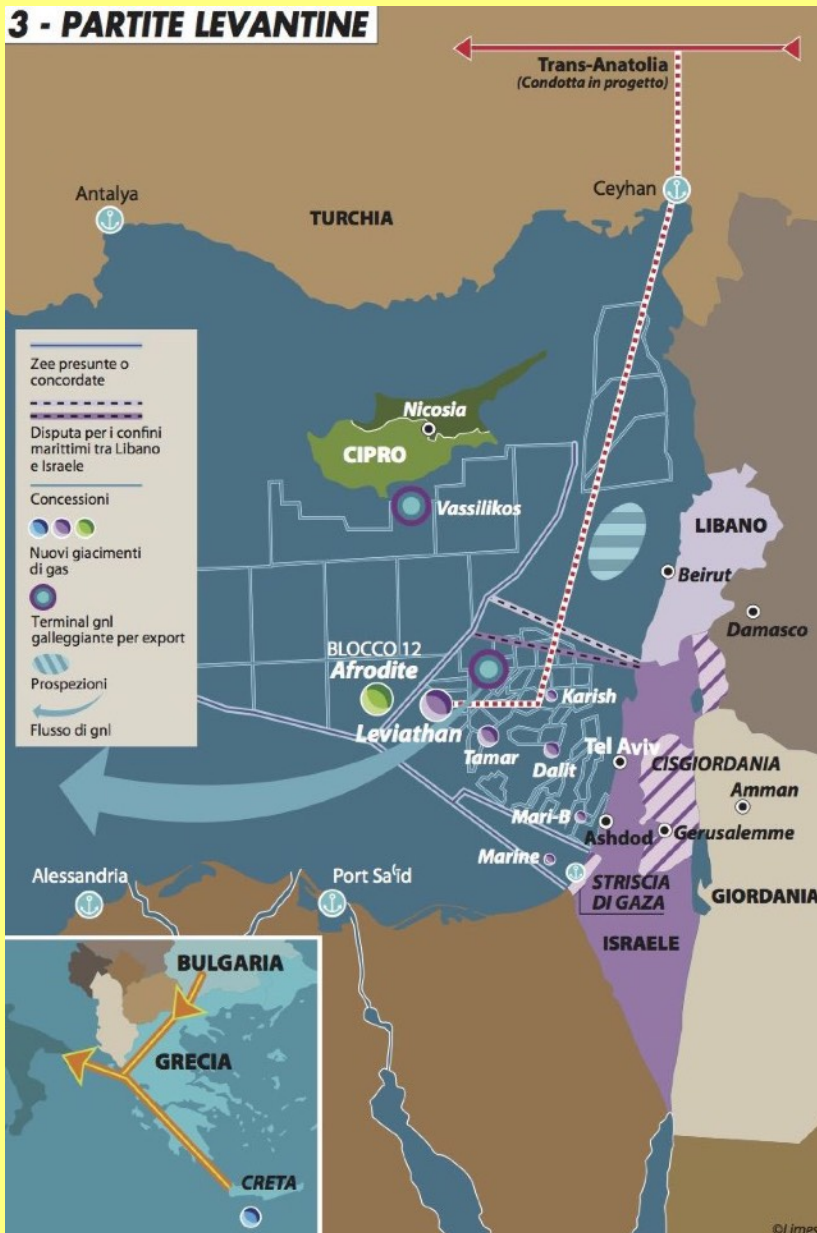 3 - PARTITE LEVANTINE
Trans-Anatolia
(Condotta in progetto)
Antalya
Ceyhan
TURCHIA
Zee presunte o
concordate
Disputa per i confini
marittimi tra Libano
e Israele
Concessioni
Nuovi giacimenti
di gas
Terminal gnl
galleggiante per export
Prospezioni
Flusso di gnl
Nicosia
CIPRO
Vassilikos
LIBANO
Beirut
Damasco
BLOCCO 12
Afrodite
Leviathan
Karish
Tamar
Dalit
Tel Aviv
CISGIORDANIA
Amman
Mari-B
Ashdod
Gerusalemme
Marine
Alessandria
Port Saʿīd
STRISCIA
DI GAZA
GIORDANIA
ISRAELE
BULGARIA
GRECIA
CRETA
©Limes